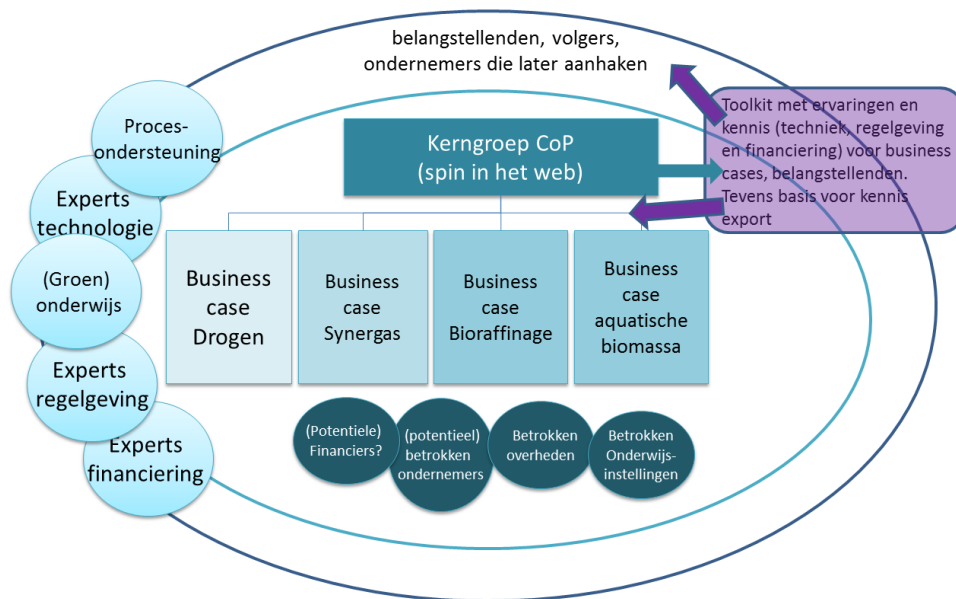 belangstellenden, volgers,
ondernemers die later aanhaken
Toolkit met ervaringen en
kennis (techniek, regelgeving
en financiering) voor business
cases, belangstellenden.
Tevens basis voor kennis
export
Kerngroep CoP
(spin in het web)
Proces-
ondersteuning
Experts
technologie
(Groen)
onderwijs
Experts
regelgeving
Experts
financiering
Business
case
Drogen
Business
case
Synergas
Business
case
Bioraffinage
Business
case
aquatische
biomassa
(Potentiele)
Financiers?
(potentieel)
betrokken
ondernemers
Betrokken
overheden
Betrokken
Onderwijs-
instellingen